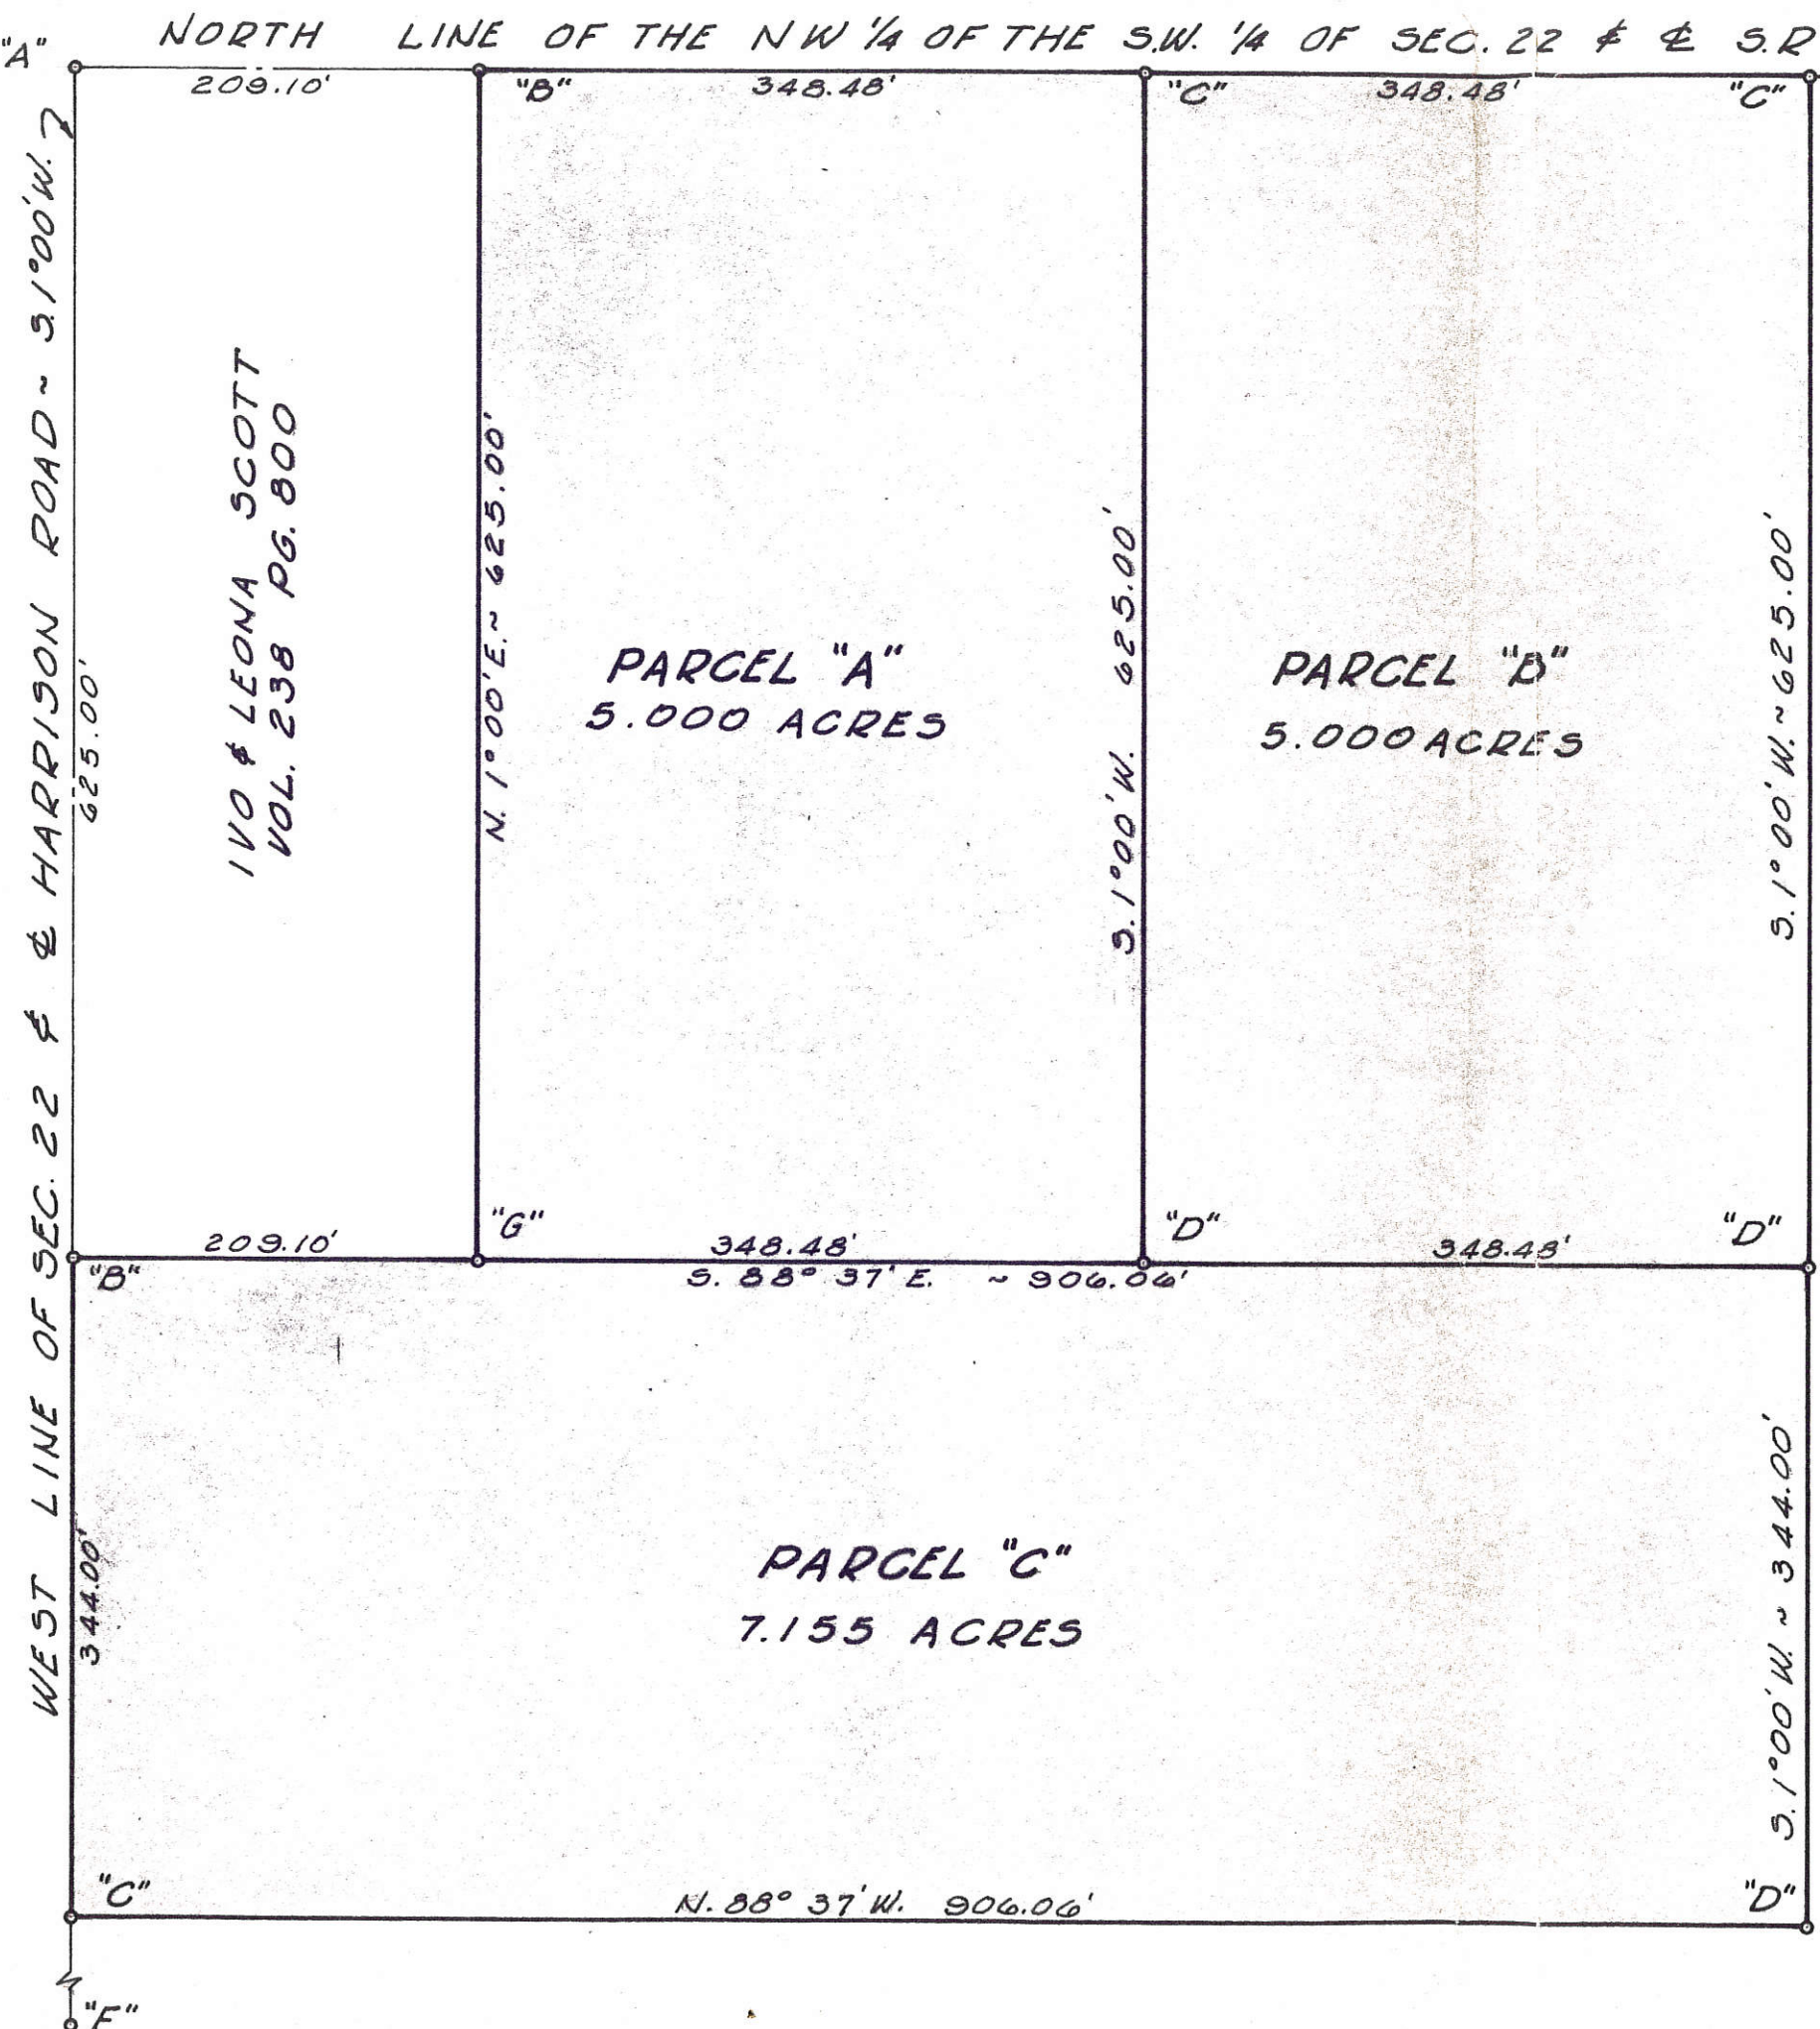 NORTH LINE OF THE NW 1/4 OF THE S.W. 1/4 OF SEC. 22 & ℄ S.R
"A"
209.10'
"B"
348.48'
"C"
348.48'
"C"
WEST LINE OF SEC. 22 & ℄ HARRISON ROAD ~ S. 1°00' W.
625.00'
IVO & LEONA SCOTT
VOL. 238 PG. 800
N. 1°00' E. ~ 625.00'
PARCEL "A"
5.000 ACRES
S. 1°00' W. 625.00'
PARCEL "B"
5.000 ACRES
S. 1°00' W. ~ 625.00'
"G"
"D"
"D"
209.10'
348.48'
348.48'
"B"
S. 88° 37' E. ~ 906.06'
344.00'
PARCEL "C"
7.155 ACRES
S. 1°00' W. ~ 344.00'
"C"
N. 88° 37' W. 906.06'
"D"
"F"